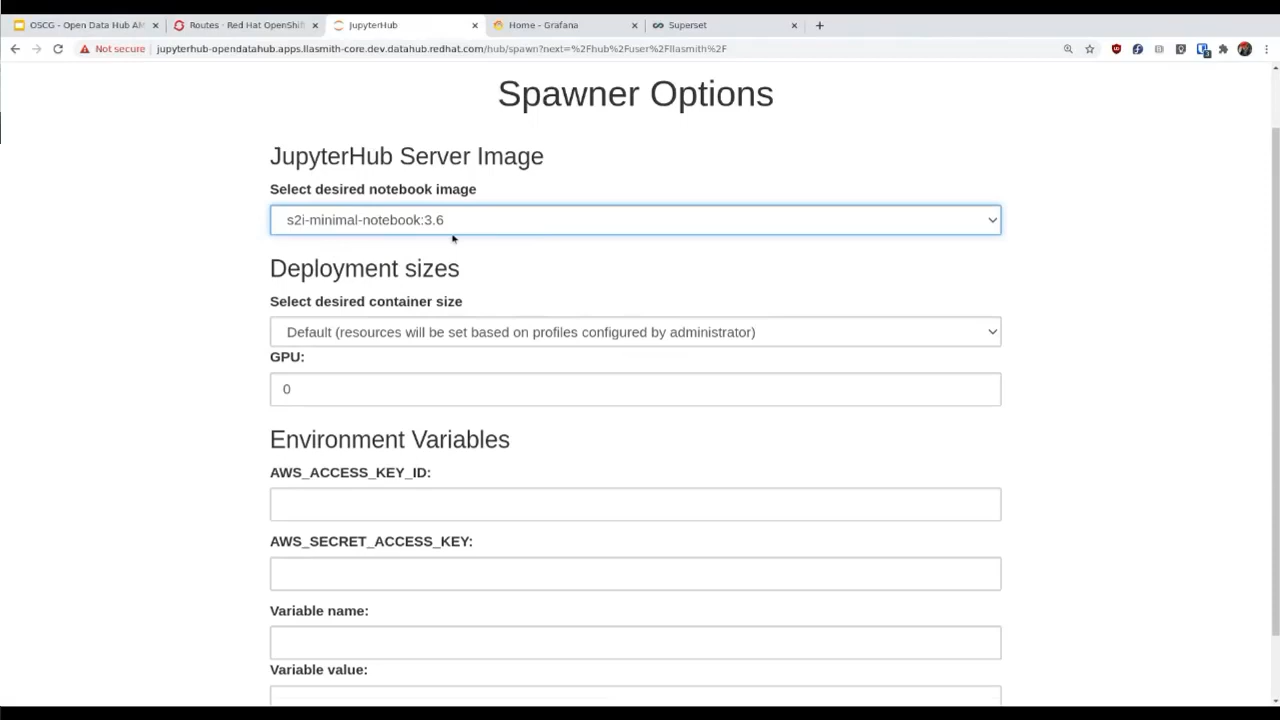 OSCG - Open Data Hub AM
Routes · Red Hat OpenShift
JupyterHub
Home - Grafana
Superset
Not secure
jupyterhub-opendatahub.apps.llasmith-core.dev.datahub.redhat.com/hub/spawn?next=%2Fhub%2Fuser%2Fllasmith%2F
Spawner Options
JupyterHub Server Image
Select desired notebook image
s2i-minimal-notebook:3.6
Deployment sizes
Select desired container size
Default (resources will be set based on profiles configured by administrator)
GPU:
0
Environment Variables
AWS_ACCESS_KEY_ID:
AWS_SECRET_ACCESS_KEY:
Variable name:
Variable value: